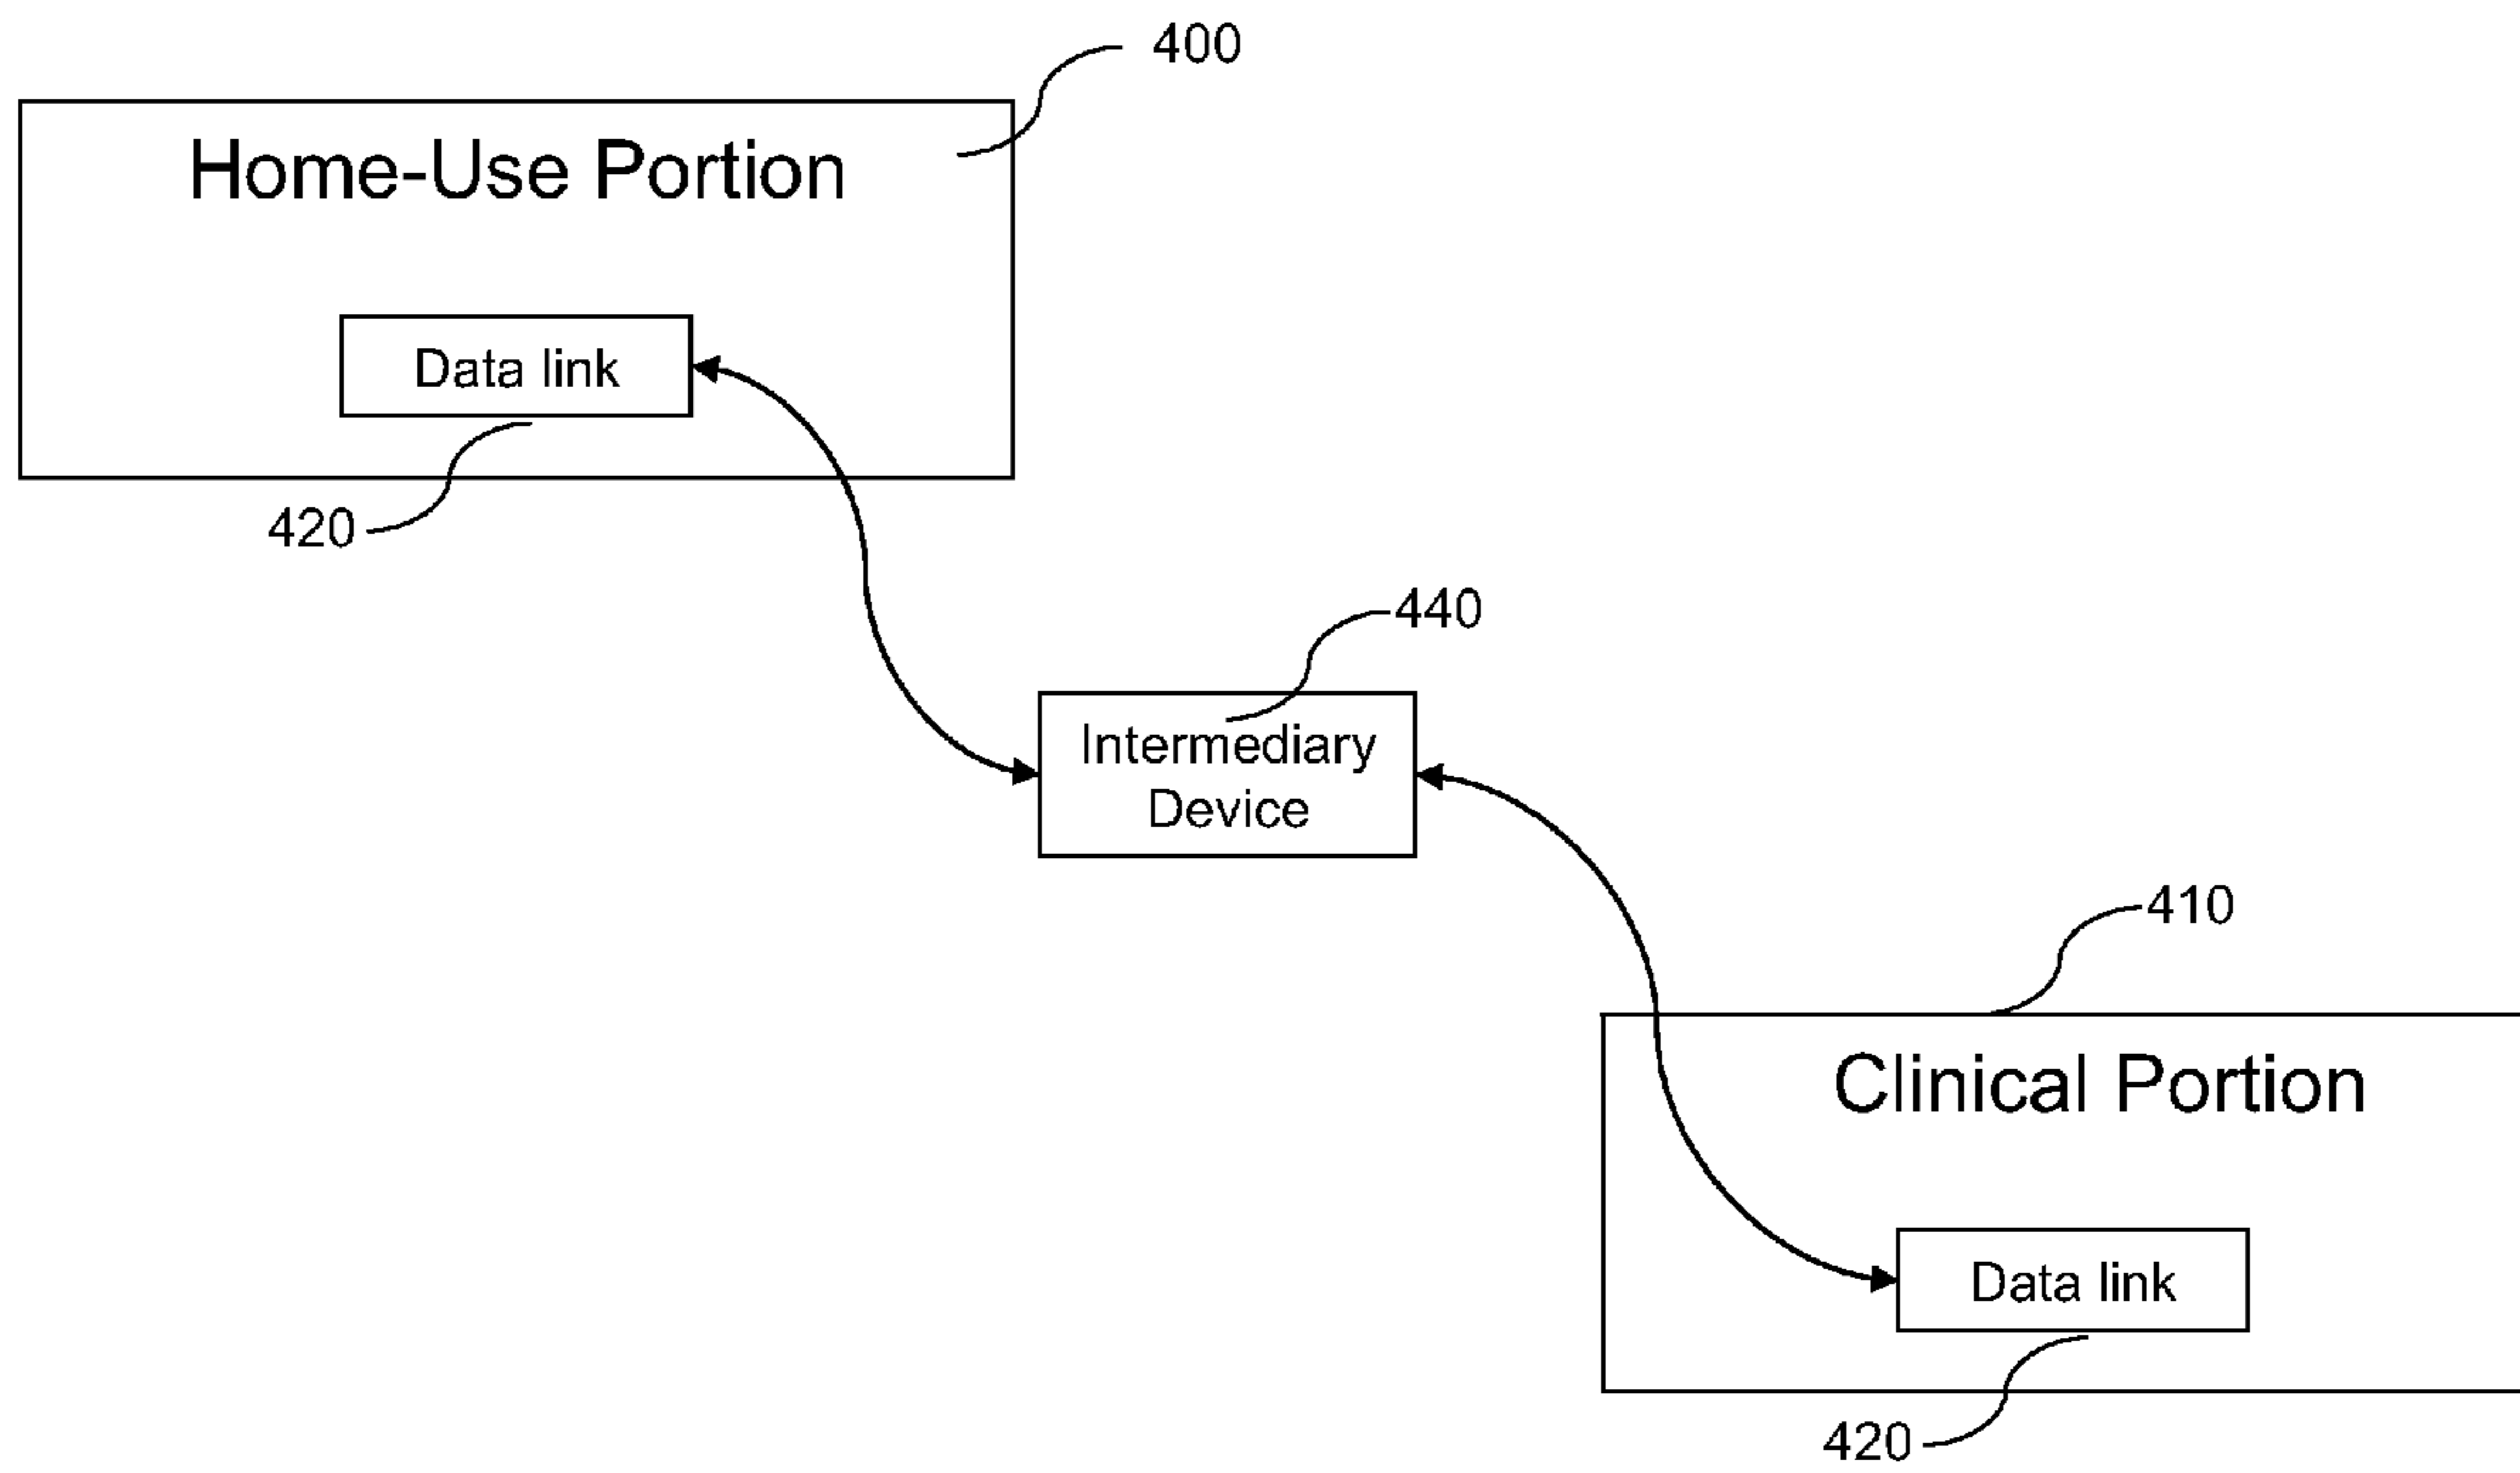 400
Home-Use Portion
Data link
420
440
Intermediary
Device
410
Clinical Portion
Data link
420